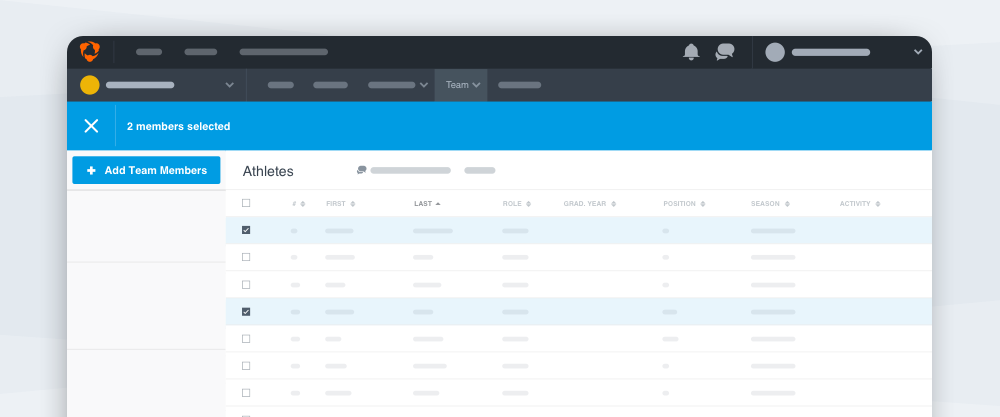 Team
2 members selected
Add Team Members
Athletes
# FIRST LAST ROLE GRAD. YEAR POSITION SEASON ACTIVITY